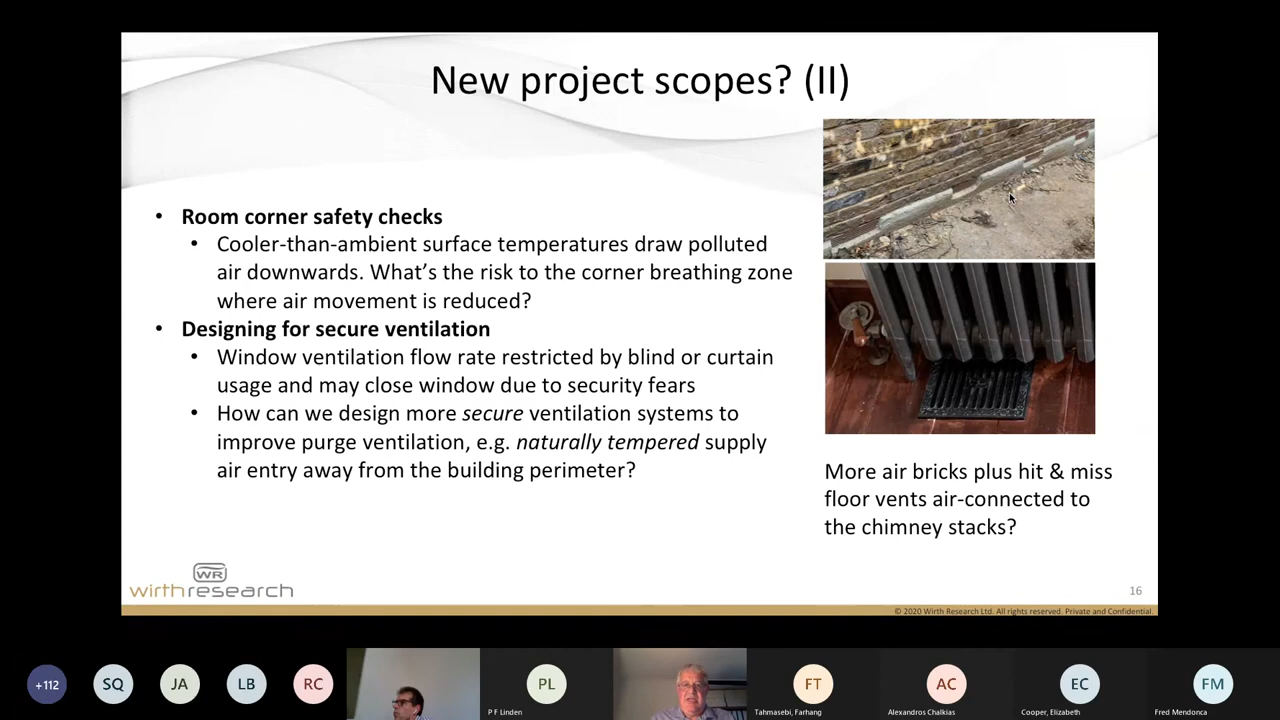 New project scopes? (II)
• Room corner safety checks
• Cooler-than-ambient surface temperatures draw polluted
air downwards. What's the risk to the corner breathing zone
where air movement is reduced?
• Designing for secure ventilation
• Window ventilation flow rate restricted by blind or curtain
usage and may close window due to security fears
• How can we design more secure ventilation systems to
improve purge ventilation, e.g. naturally tempered supply
air entry away from the building perimeter?
More air bricks plus hit & miss
floor vents air-connected to
the chimney stacks?
WR
wirthresearch
16
© 2020 Wirth Research Ltd. All rights reserved. Private and Confidential.
+112
SQ
JA
LB
RC
PL
P F Linden
FT
Tahmasebi, Farhang
AC
Alexandros Chalkias
EC
Cooper, Elizabeth
FM
Fred Mendonca